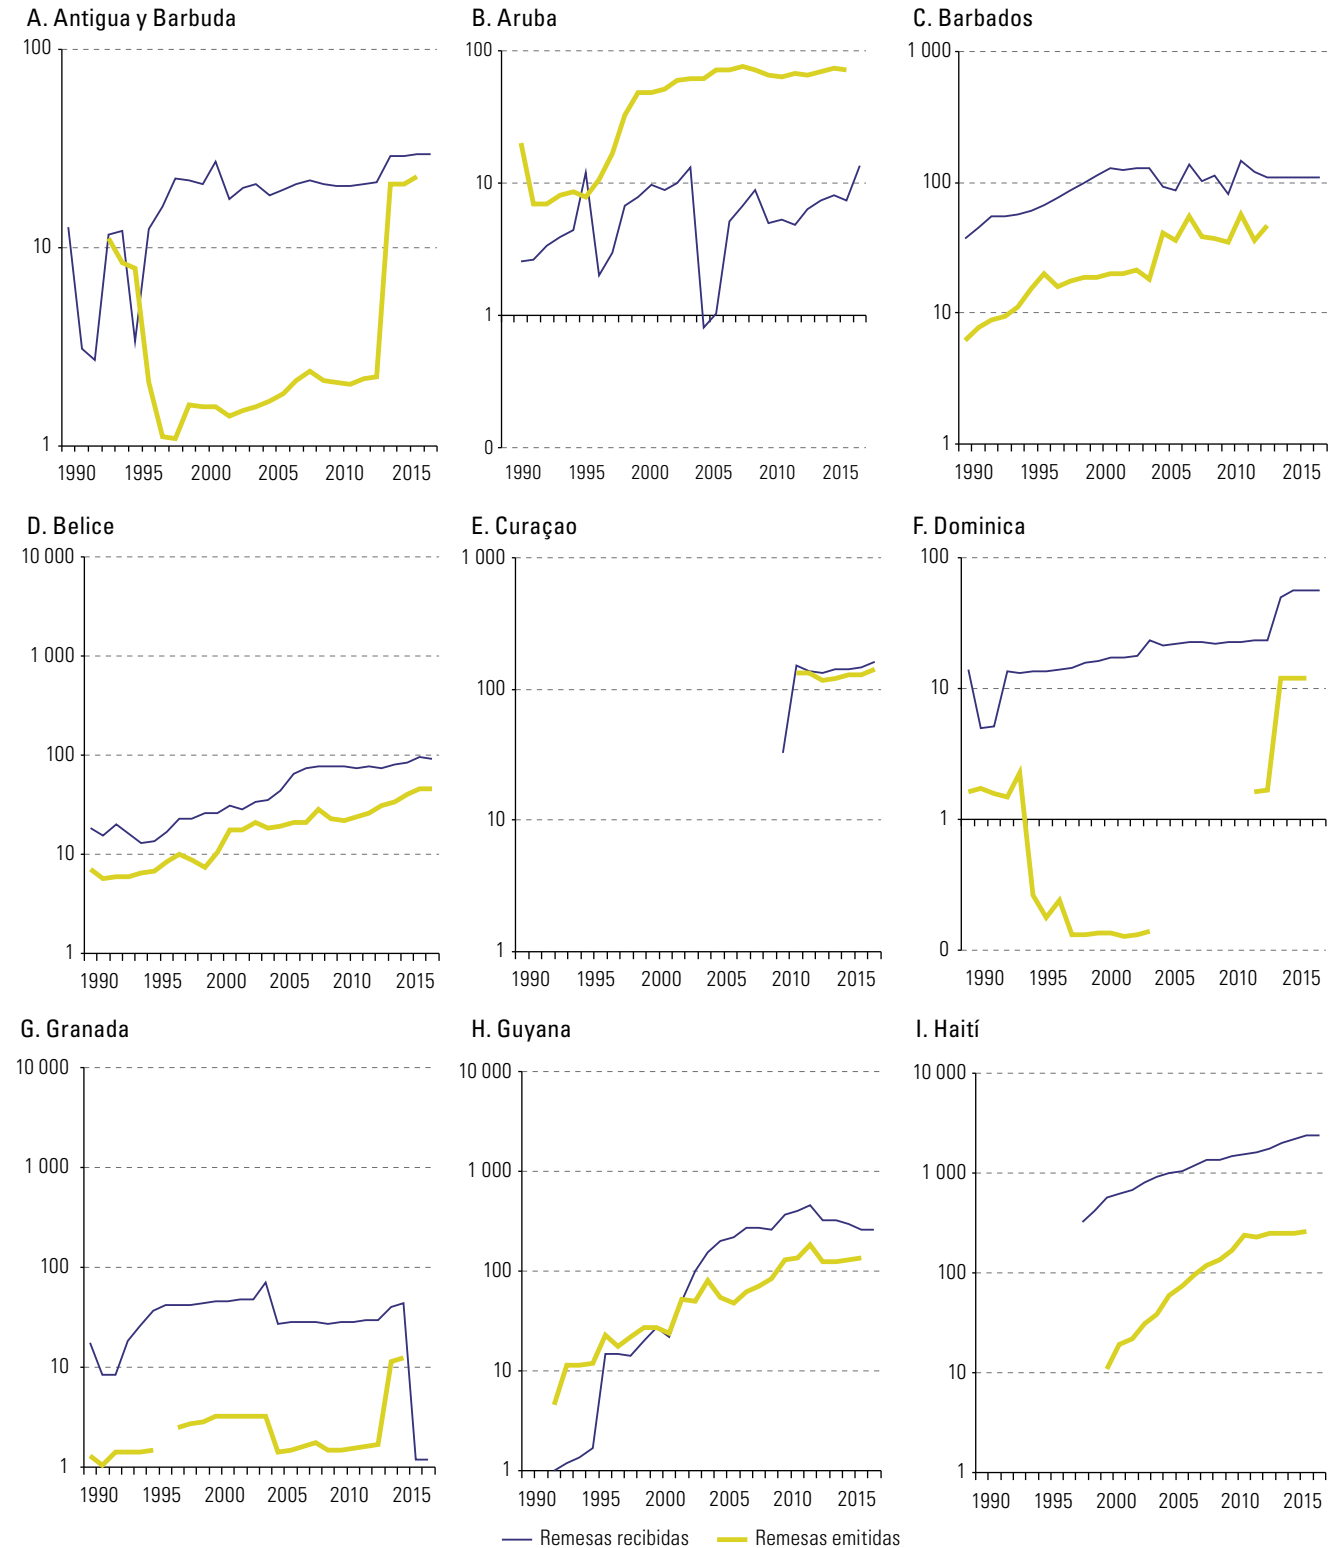 A. Antigua y Barbuda
100
10
1
1990 1995 2000 2005 2010 2015
B. Aruba
100
10
1
0
1990 1995 2000 2005 2010 2015
C. Barbados
1 000
100
10
1
1990 1995 2000 2005 2010 2015
D. Belice
10 000
1 000
100
10
1
1990 1995 2000 2005 2010 2015
E. Curaçao
1 000
100
10
1
1990 1995 2000 2005 2010 2015
F. Dominica
100
10
1
0
1990 1995 2000 2005 2010 2015
G. Granada
10 000
1 000
100
10
1
1990 1995 2000 2005 2010 2015
H. Guyana
10 000
1 000
100
10
1
1990 1995 2000 2005 2010 2015
I. Haití
10 000
1 000
100
10
1
1990 1995 2000 2005 2010 2015
Remesas recibidas Remesas emitidas